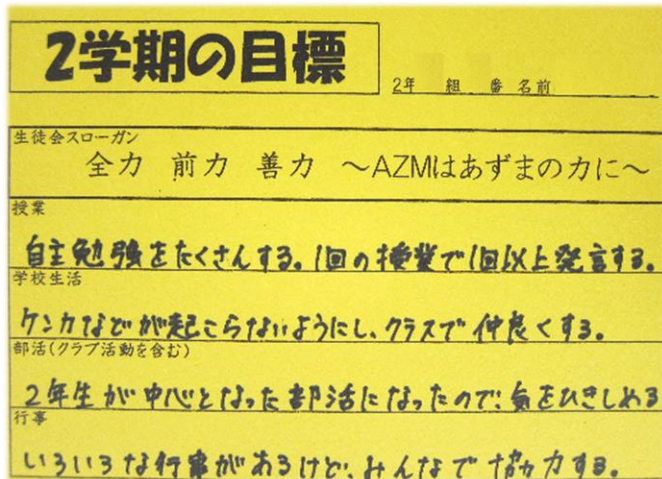 2学期の目標
2年 組 番 名前
生徒会スローガン
全力 前力 善力 ～AZMはあずまの力に～
授業
自主勉強をたくさんする。1回の授業で1回以上発言する。
学校生活
ケンカなどが起こらないようにし、クラスで仲良くする。
部活(クラブ活動を含む)
2年生が中心となった部活になったので、気をひきしめる
行事
いろいろな行事があるけど、みんなで協力する。